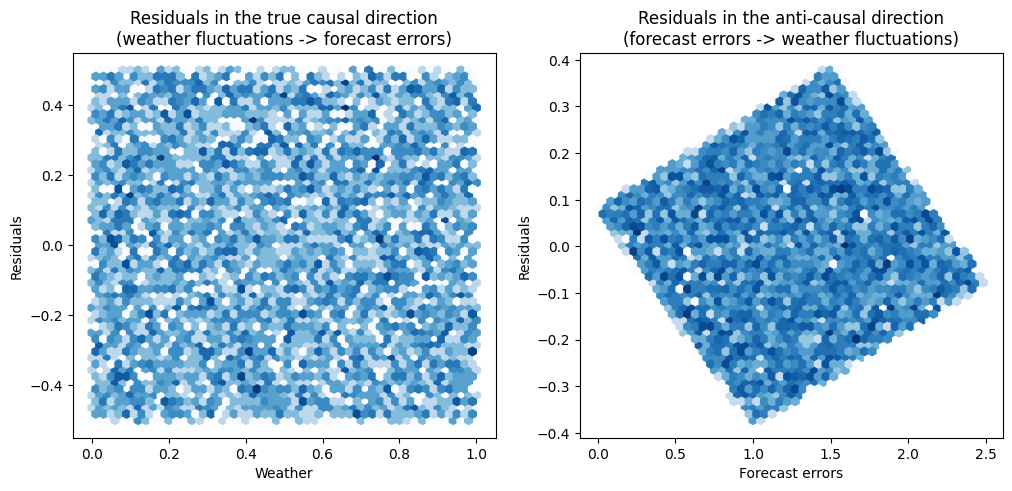 Residuals in the true causal direction
(weather fluctuations -> forecast errors)
Residuals
0.4
0.2
0.0
−0.2
−0.4
0.0 0.2 0.4 0.6 0.8 1.0
Weather
Residuals in the anti-causal direction
(forecast errors -> weather fluctuations)
Residuals
0.4
0.3
0.2
0.1
0.0
−0.1
−0.2
−0.3
−0.4
0.0 0.5 1.0 1.5 2.0 2.5
Forecast errors